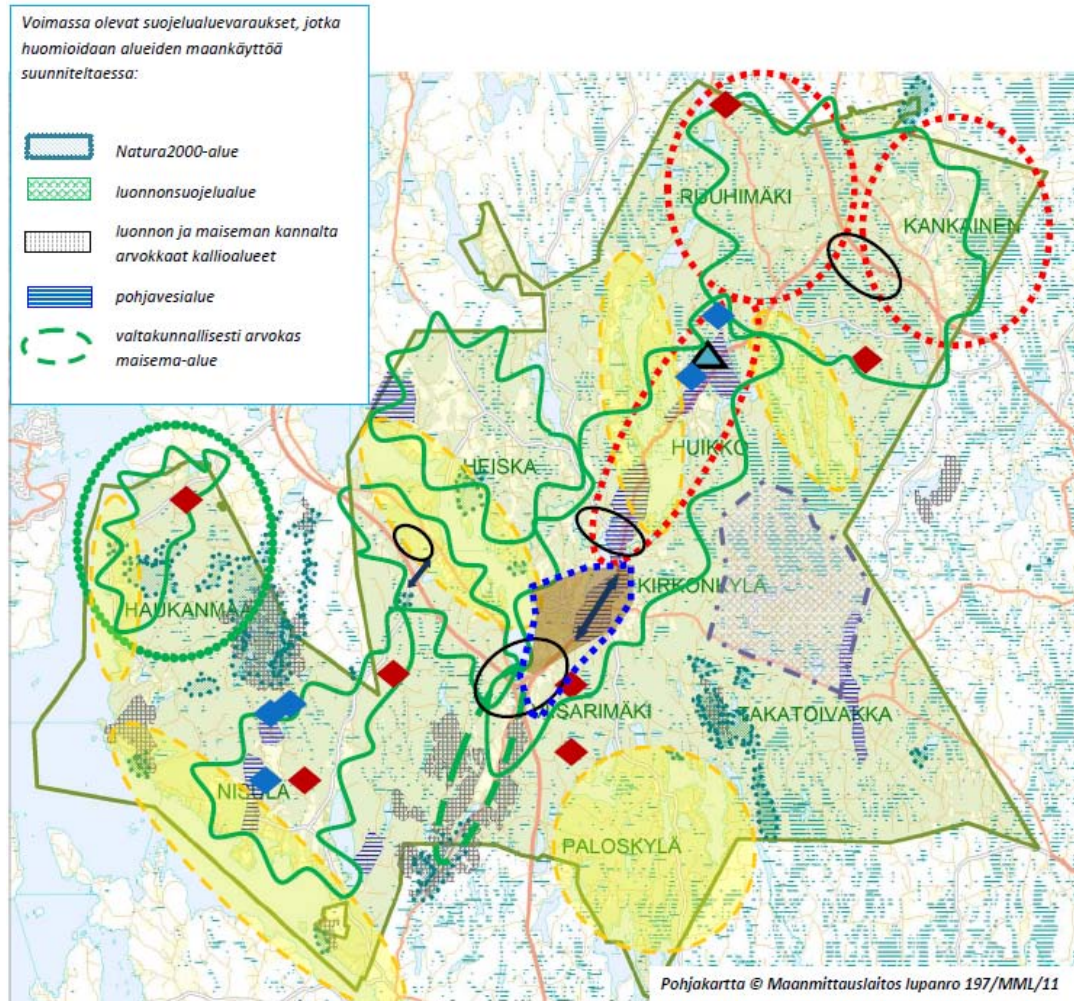 Voimassa olevat suojelualuevaraukset, jotka
huomioidaan alueiden maankäyttöä
suunniteltaessa:
Natura2000-alue
luonnonsuojelualue
luonnon ja maiseman kannalta
arvokkaat kallioalueet
pohjavesialue
valtakunnallisesti arvokas
maisema-alue
RUUHIMÄKI
KANKAINEN
HUIKKO
HEISKA
HAUKANMAA
KIRKONKYLÄ
SARIMÄKI
TAKATOIVAKKA
NISULA
PALOSKYLÄ
Pohjakartta © Maanmittauslaitos lupanro 197/MML/11